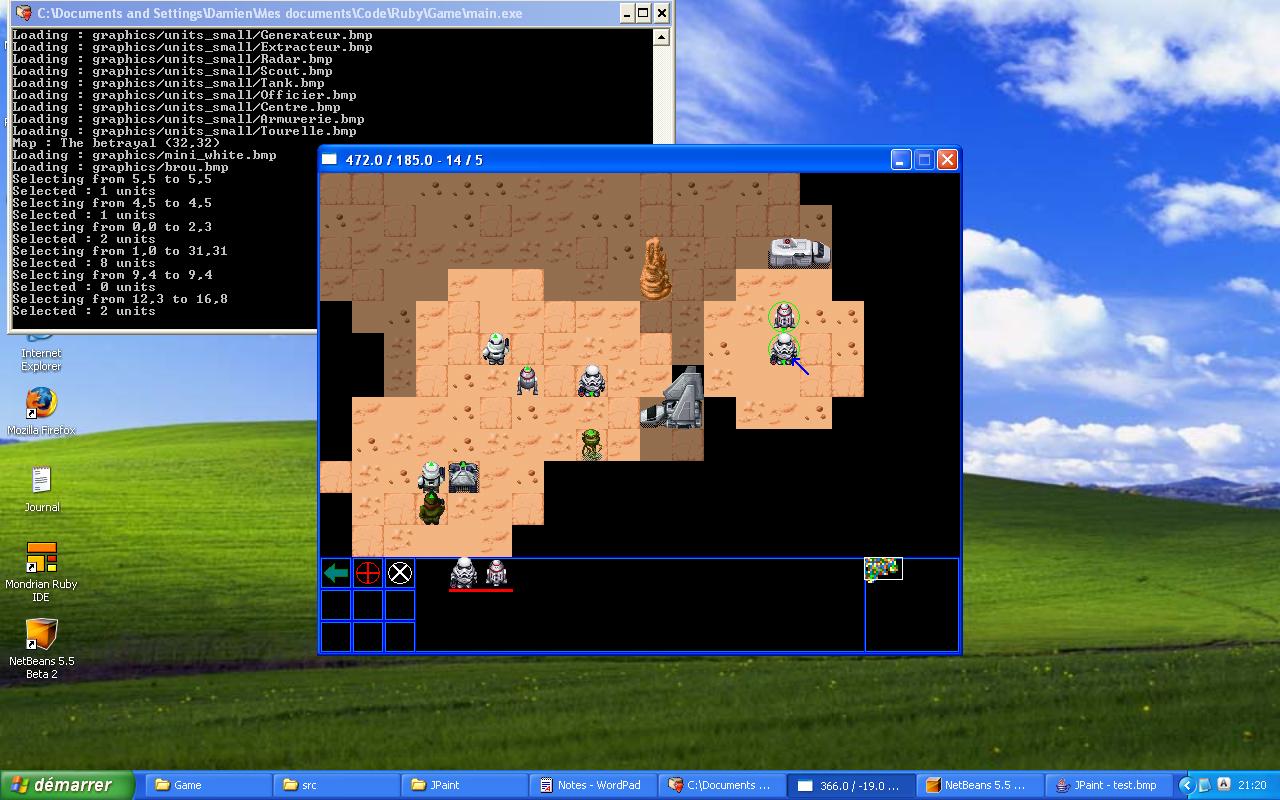 C:\Documents and Settings\Damien\Mes documents\Code\Ruby\Game\main.exe
Loading : graphics/units_small/Generateur.bmp
Loading : graphics/units_small/Extracteur.bmp
Loading : graphics/units_small/Radar.bmp
Loading : graphics/units_small/Scout.bmp
Loading : graphics/units_small/Tank.bmp
Loading : graphics/units_small/Officier.bmp
Loading : graphics/units_small/Centre.bmp
Loading : graphics/units_small/Armurerie.bmp
Loading : graphics/units_small/Tourelle.bmp
Map : The betrayal (32,32)
Loading : graphics/mini_white.bmp
Loading : graphics/brou.bmp
Selecting from 5,5 to 5,5
Selected : 1 units
Selecting from 4,5 to 4,5
Selected : 1 units
Selecting from 0,0 to 2,3
Selected : 2 units
Selecting from 1,0 to 31,31
Selected : 8 units
Selecting from 9,4 to 9,4
Selected : 0 units
Selecting from 12,3 to 16,8
Selected : 2 units
472.0 / 185.0 - 14 / 5
Internet
Explorer
Mozilla Firefox
Journal
Mondrian Ruby
IDE
NetBeans 5.5
Beta 2
démarrer
Game
src
JPaint
Notes - WordPad
C:\Documents ...
366.0 / -19.0 ...
NetBeans 5.5 ...
JPaint - test.bmp
A
21:20